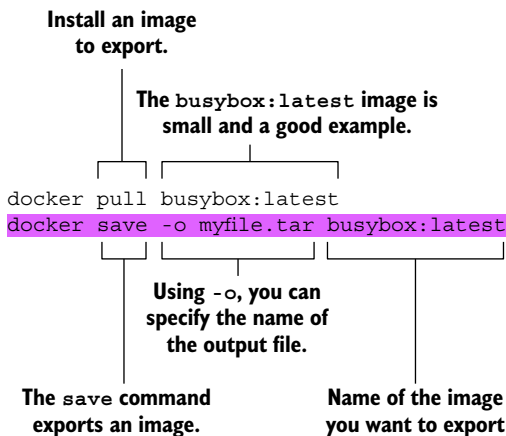 Install an image
to export.
The busybox:latest image is
small and a good example.
docker pull busybox:latest
docker save -o myfile.tar busybox:latest
Using -o, you can
specify the name of
the output file.
The save command
exports an image.
Name of the image
you want to export